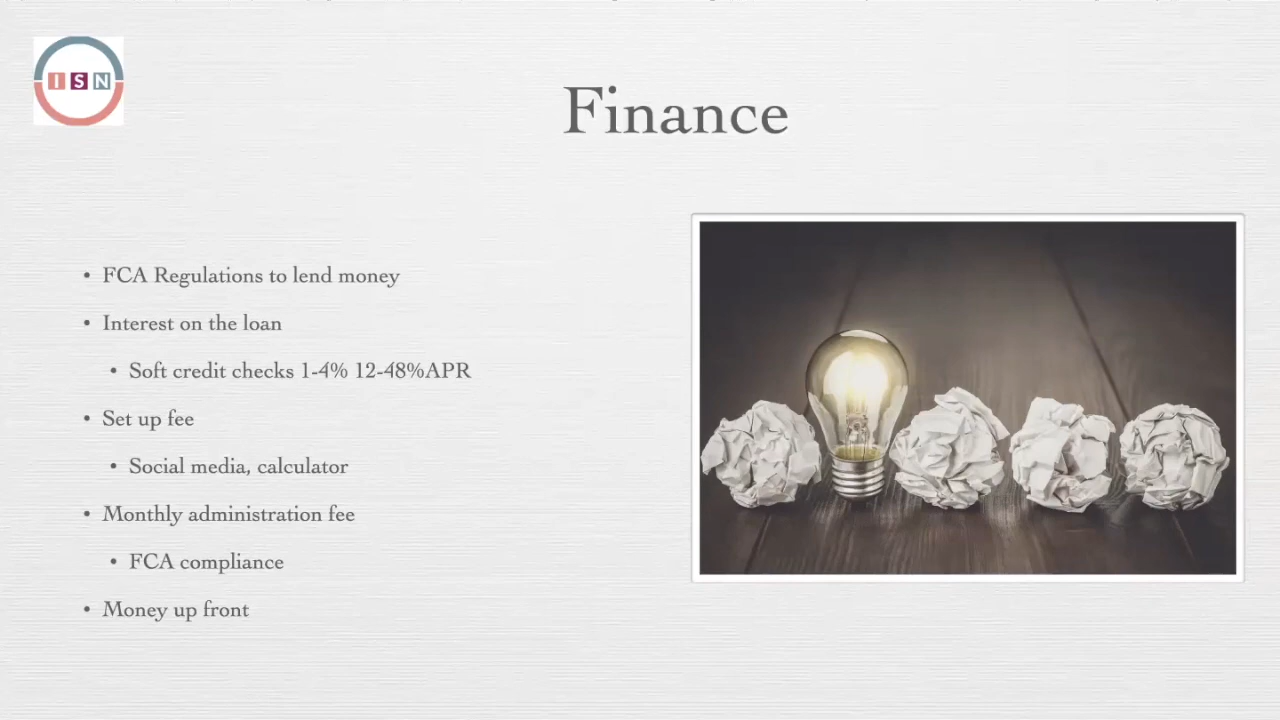 ISN
Finance
• FCA Regulations to lend money
• Interest on the loan
• Soft credit checks 1-4% 12-48%APR
• Set up fee
• Social media, calculator
• Monthly administration fee
• FCA compliance
• Money up front